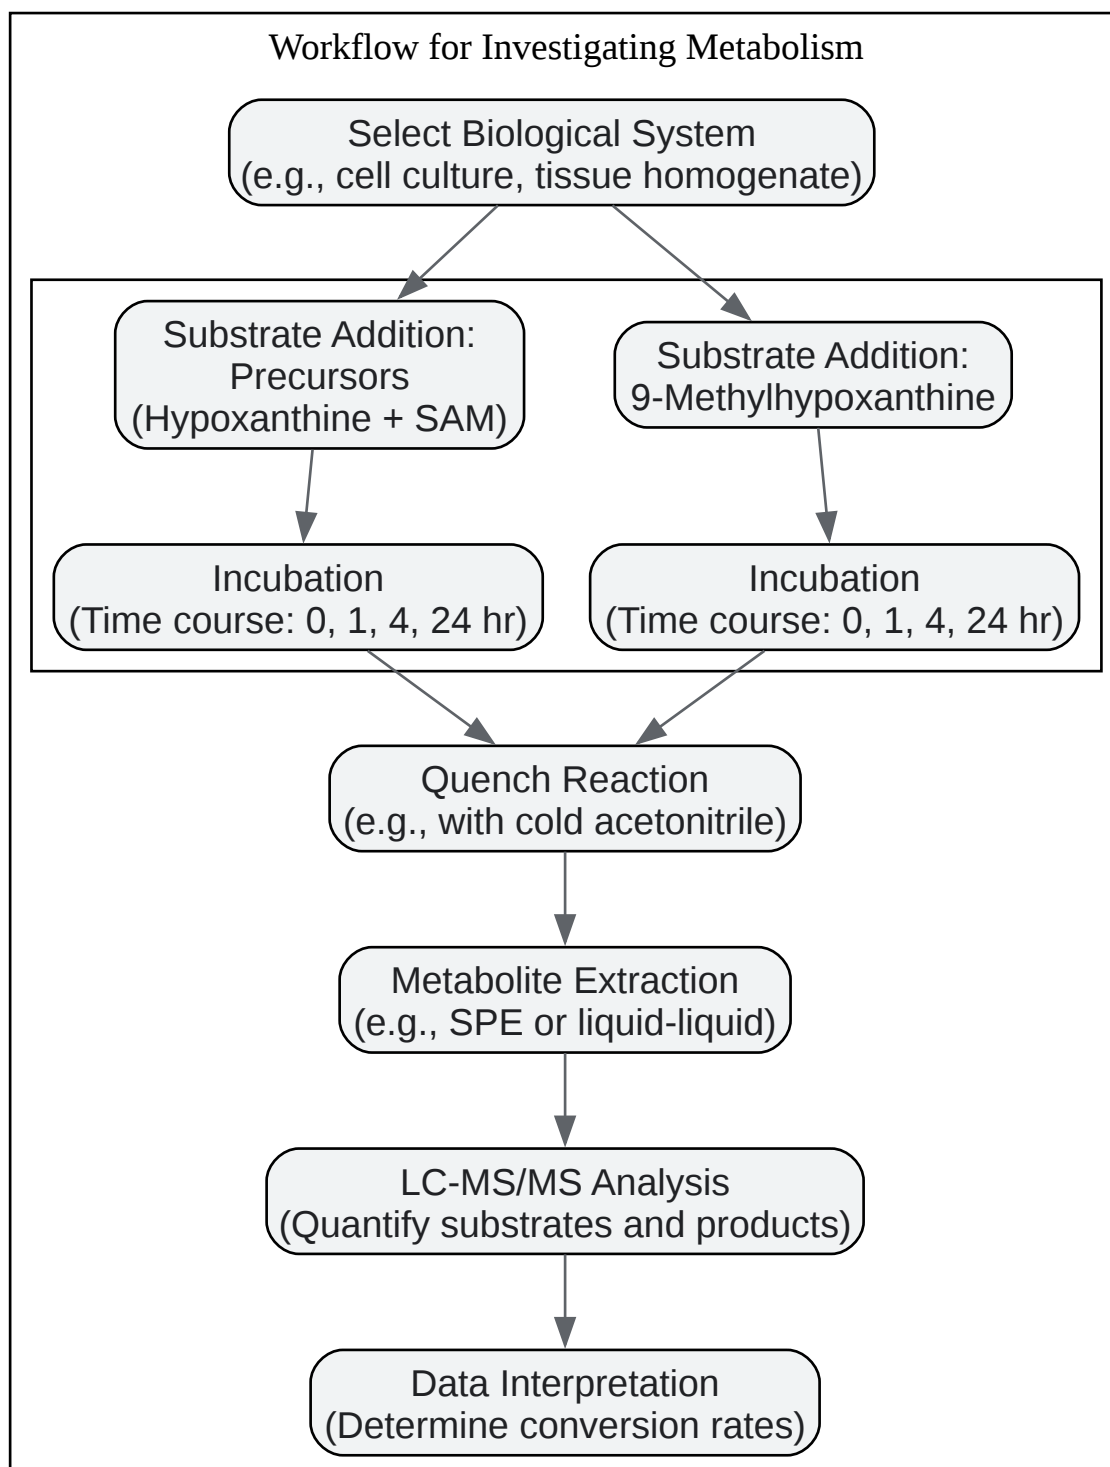 Workflow for Investigating Metabolism
Select Biological System
(e.g., cell culture, tissue homogenate)
Substrate Addition:
Precursors
(Hypoxanthine + SAM)
Substrate Addition:
9-Methylhypoxanthine
Incubation
(Time course: 0, 1, 4, 24 hr)
Incubation
(Time course: 0, 1, 4, 24 hr)
Quench Reaction
(e.g., with cold acetonitrile)
Metabolite Extraction
(e.g., SPE or liquid-liquid)
LC-MS/MS Analysis
(Quantify substrates and products)
Data Interpretation
(Determine conversion rates)